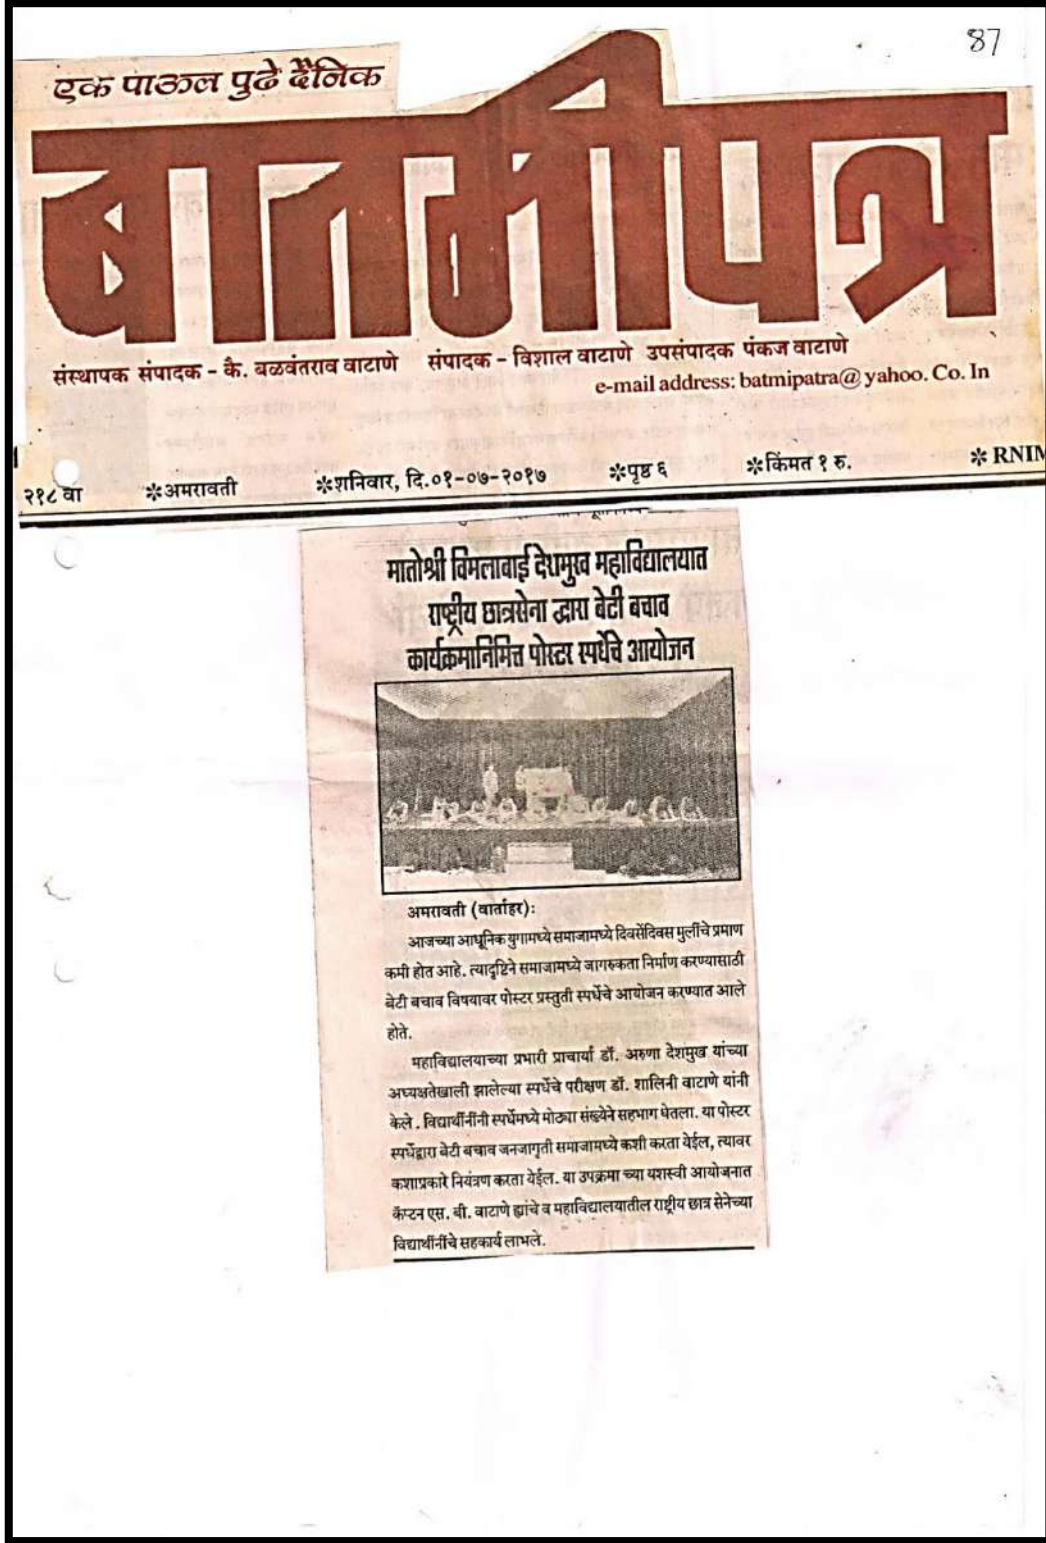 87
एक पाऊल पुढे दैनिक
बातमीपत्र
संस्थापक संपादक - कै. बळवंतराव वाटाणे संपादक - विशाल वाटाणे उपसंपादक पंकज वाटाणे
e-mail address: batmipatra@yahoo. Co. In
२१८ वा ✻अमरावती ✻शनिवार, दि.०१-०७-२०१७ ✻पृष्ठ ६ ✻किंमत १ रु. ✻ RNIM
मातोश्री विमलाबाई देशमुख महाविद्यालयात
राष्ट्रीय छात्रसेना द्वारा बेटी बचाव
कार्यक्रमानिमित्त पोस्टर स्पर्धेचे आयोजन
अमरावती (वार्ताहर):
आजच्या आधूनिक युगामध्ये समाजामध्ये दिवसेंदिवस मुलींचे प्रमाण
कमी होत आहे. त्यादृष्टिने समाजामध्ये जागरुकता निर्माण करण्यासाठी
बेटी बचाव विषयावर पोस्टर प्रस्तुती स्पर्धेचे आयोजन करण्यात आले
होते.
महाविद्यालयाच्या प्रभारी प्राचार्या डॉ. अरुणा देशमुख यांच्या
अध्यक्षतेखाली झालेल्या स्पर्धेचे परीक्षण डॉ. शालिनी वाटाणे यांनी
केले . विद्यार्थीनींनी स्पर्धेमध्ये मोठ्या संख्येने सहभाग घेतला. या पोस्टर
स्पर्धेद्वारा बेटी बचाव जनजागृती समाजामध्ये कशी करता येईल, त्यावर
कशाप्रकारे नियंत्रण करता येईल. या उपक्रमा च्या यशस्वी आयोजनात
कॅप्टन एस. बी. वाटाणे ह्यांचे व महाविद्यालयातील राष्ट्रीय छात्र सेनेच्या
विद्यार्थीनींचे सहकार्य लाभले.